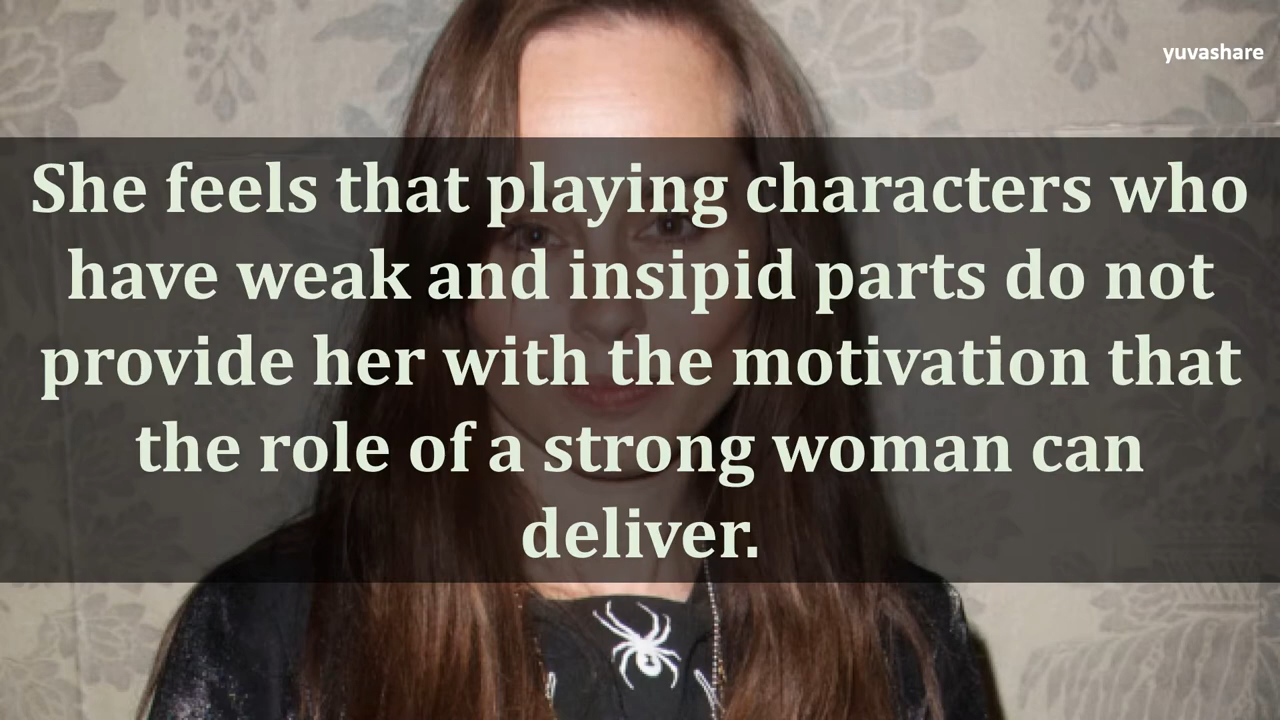 yuvashare
She feels that playing characters who
have weak and insipid parts do not
provide her with the motivation that
the role of a strong woman can
deliver.